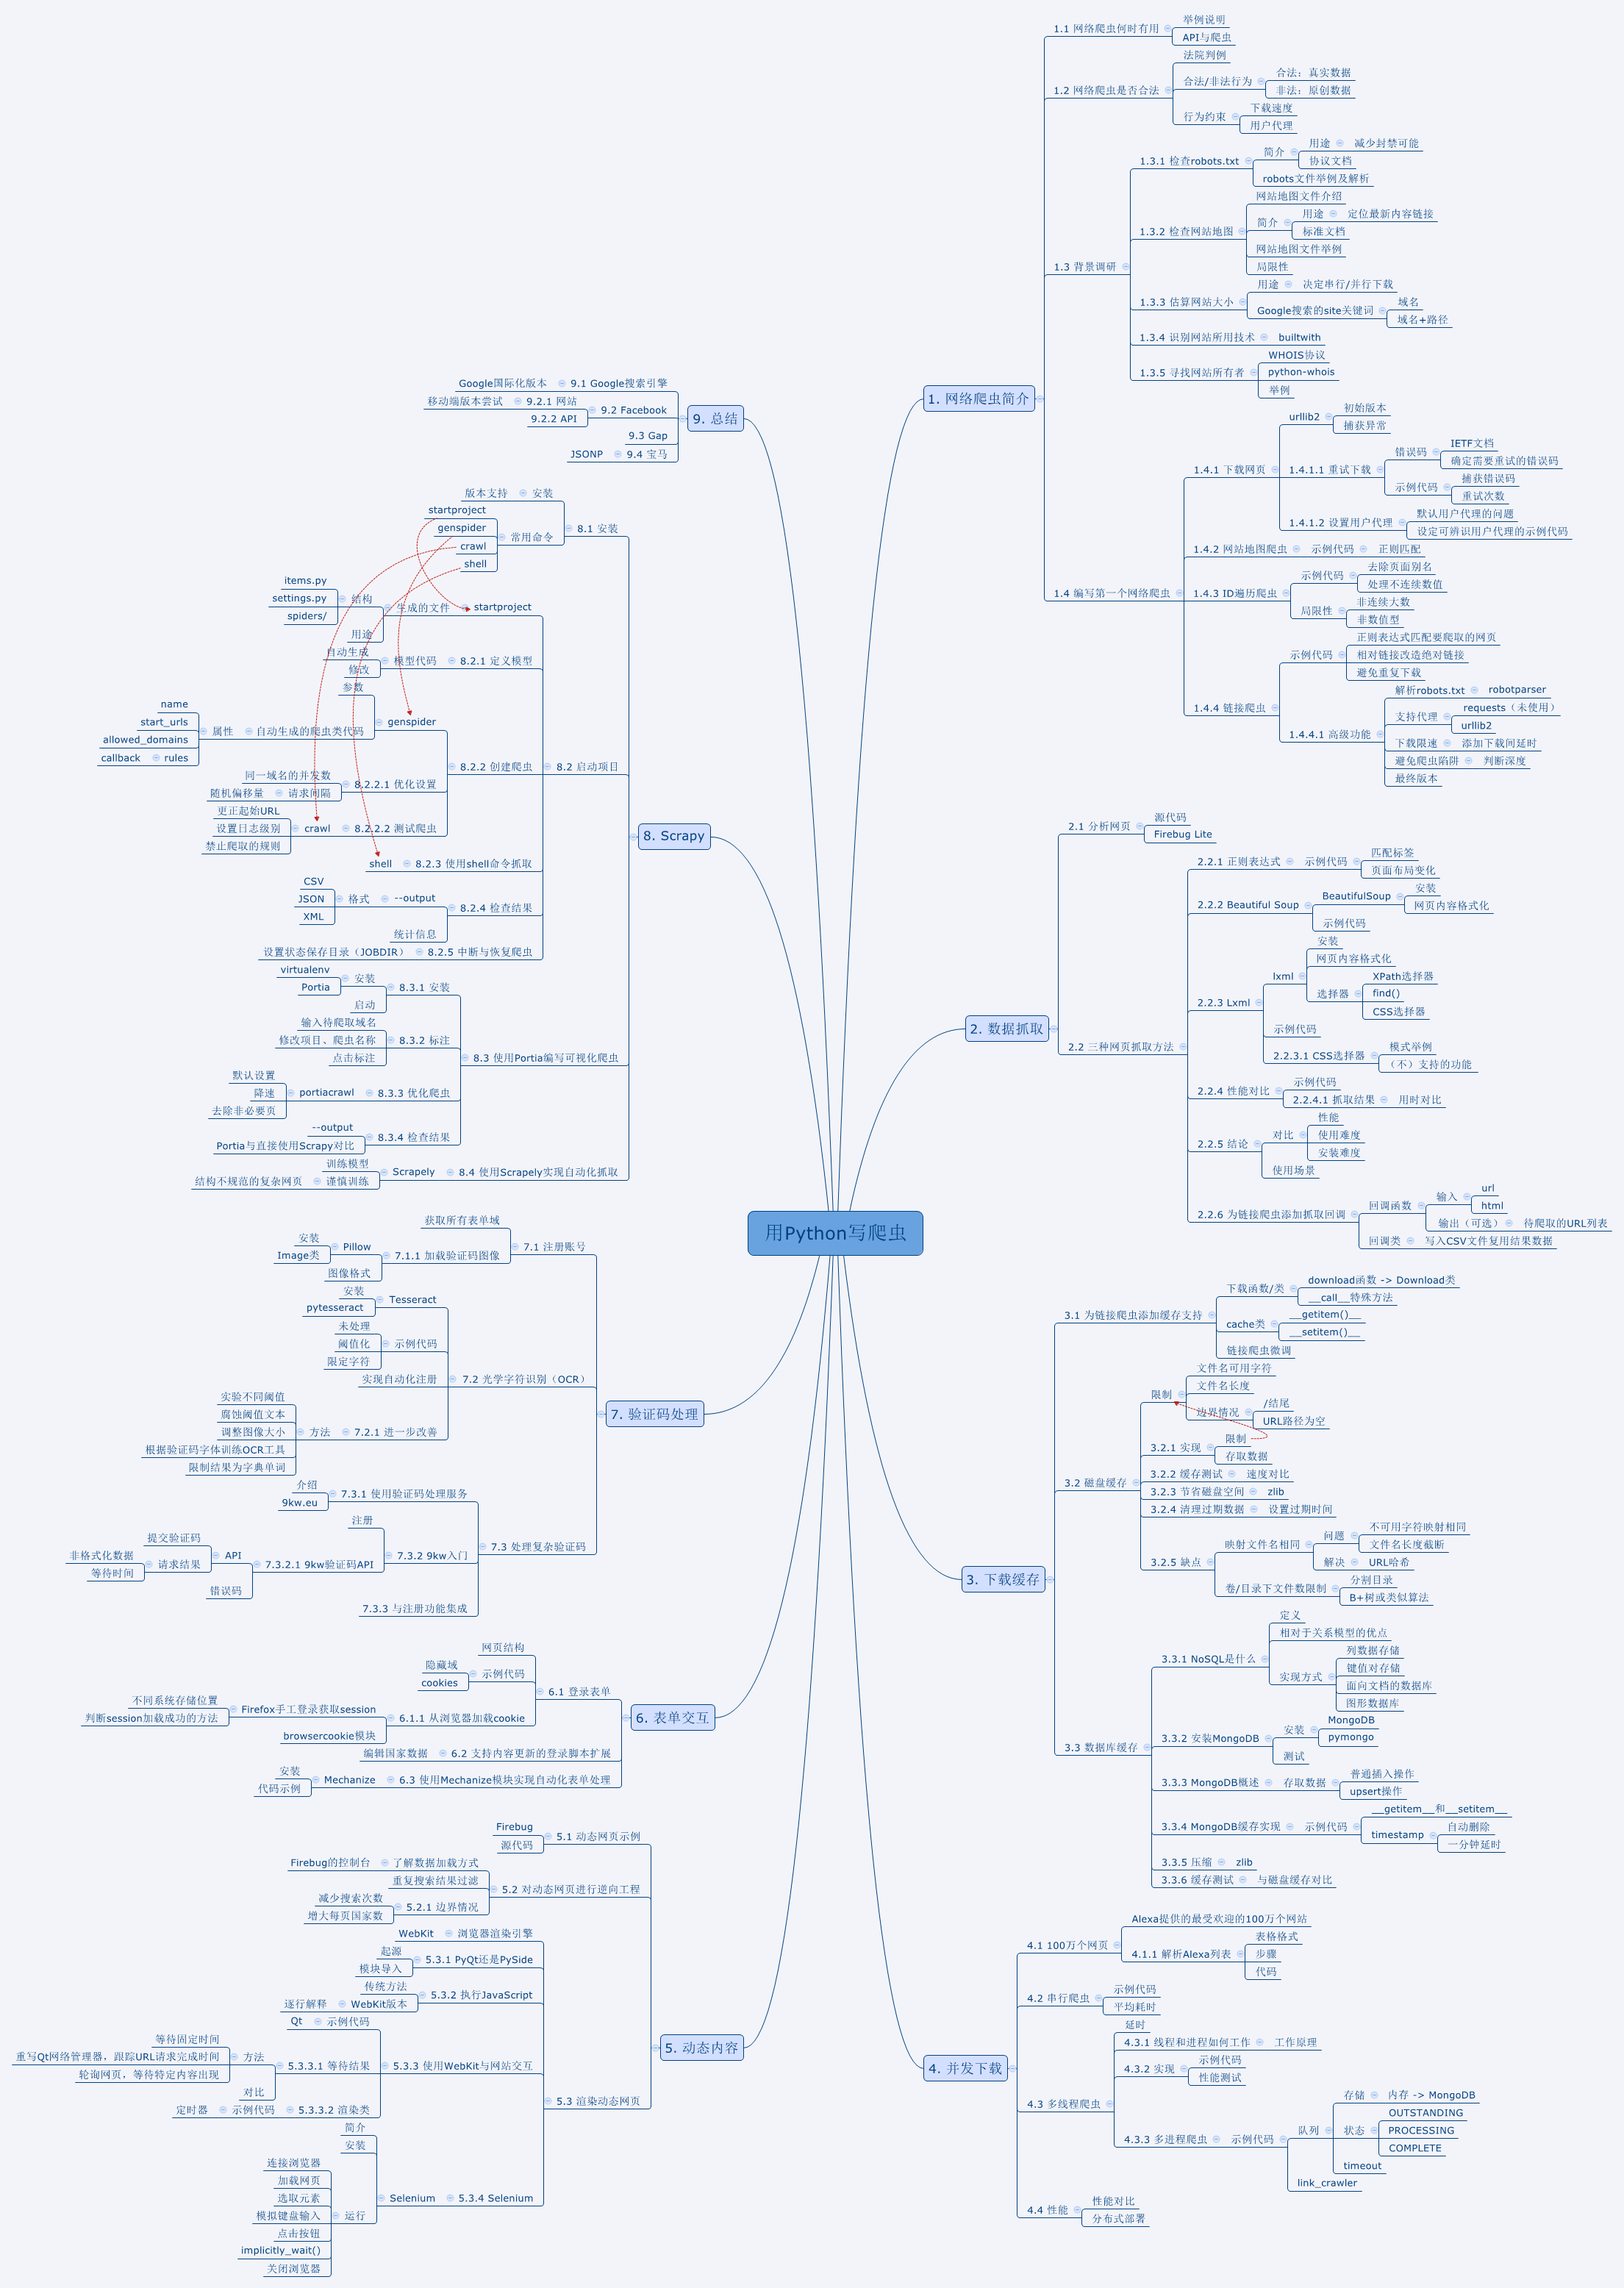 用Python写爬虫
1. 网络爬虫简介
1.1 网络爬虫何时有用
举例说明
API与爬虫
1.2 网络爬虫是否合法
法院判例
合法/非法行为
合法：真实数据
非法：原创数据
行为约束
下载速度
用户代理
1.3 背景调研
1.3.1 检查robots.txt
简介
用途
减少封禁可能
协议文档
robots文件举例及解析
1.3.2 检查网站地图
网站地图文件介绍
简介
用途
定位最新内容链接
标准文档
网站地图文件举例
局限性
1.3.3 估算网站大小
用途
决定串行/并行下载
Google搜索的site关键词
域名
域名+路径
1.3.4 识别网站所用技术
builtwith
1.3.5 寻找网站所有者
WHOIS协议
python-whois
举例
1.4 编写第一个网络爬虫
1.4.1 下载网页
urllib2
初始版本
捕获异常
1.4.1.1 重试下载
错误码
IETF文档
确定需要重试的错误码
示例代码
捕获错误码
重试次数
1.4.1.2 设置用户代理
默认用户代理的问题
设定可辨识用户代理的示例代码
1.4.2 网站地图爬虫
示例代码
正则匹配
1.4.3 ID遍历爬虫
示例代码
去除页面别名
处理不连续数值
局限性
非连续大数
非数值型
1.4.4 链接爬虫
示例代码
正则表达式匹配要爬取的网页
相对链接改造绝对链接
避免重复下载
1.4.4.1 高级功能
解析robots.txt
robotparser
支持代理
requests（未使用）
urllib2
下载限速
添加下载间延时
避免爬虫陷阱
判断深度
最终版本
2. 数据抓取
2.1 分析网页
源代码
Firebug Lite
2.2 三种网页抓取方法
2.2.1 正则表达式
示例代码
匹配标签
页面布局变化
2.2.2 Beautiful Soup
BeautifulSoup
安装
网页内容格式化
示例代码
2.2.3 Lxml
lxml
安装
网页内容格式化
选择器
XPath选择器
find()
CSS选择器
示例代码
2.2.3.1 CSS选择器
模式举例
（不）支持的功能
2.2.4 性能对比
示例代码
2.2.4.1 抓取结果
用时对比
2.2.5 结论
对比
性能
使用难度
安装难度
使用场景
2.2.6 为链接爬虫添加抓取回调
回调函数
输入
url
html
输出（可选）
待爬取的URL列表
回调类
写入CSV文件复用结果数据
3. 下载缓存
3.1 为链接爬虫添加缓存支持
下载函数/类
download函数 -> Download类
__call__特殊方法
cache类
__getitem()__
__setitem()__
链接爬虫微调
3.2 磁盘缓存
限制
文件名可用字符
文件名长度
边界情况
/结尾
URL路径为空
3.2.1 实现
限制
存取数据
3.2.2 缓存测试
速度对比
3.2.3 节省磁盘空间
zlib
3.2.4 清理过期数据
设置过期时间
3.2.5 缺点
映射文件名相同
问题
不可用字符映射相同
文件名长度截断
解决
URL哈希
卷/目录下文件数限制
分割目录
B+树或类似算法
3.3 数据库缓存
3.3.1 NoSQL是什么
定义
相对于关系模型的优点
实现方式
列数据存储
键值对存储
面向文档的数据库
图形数据库
3.3.2 安装MongoDB
安装
MongoDB
pymongo
测试
3.3.3 MongoDB概述
存取数据
普通插入操作
upsert操作
3.3.4 MongoDB缓存实现
示例代码
__getitem__和__setitem__
timestamp
自动删除
一分钟延时
3.3.5 压缩
zlib
3.3.6 缓存测试
与磁盘缓存对比
4. 并发下载
4.1 100万个网页
Alexa提供的最受欢迎的100万个网站
4.1.1 解析Alexa列表
表格格式
步骤
代码
4.2 串行爬虫
示例代码
平均耗时
4.3 多线程爬虫
延时
4.3.1 线程和进程如何工作
工作原理
4.3.2 实现
示例代码
性能测试
4.3.3 多进程爬虫
示例代码
队列
存储
内存 -> MongoDB
状态
OUTSTANDING
PROCESSING
COMPLETE
timeout
link_crawler
4.4 性能
性能对比
分布式部署
5. 动态内容
5.1 动态网页示例
Firebug
源代码
5.2 对动态网页进行逆向工程
了解数据加载方式
Firebug的控制台
重复搜索结果过滤
5.2.1 边界情况
减少搜索次数
增大每页国家数
5.3 渲染动态网页
浏览器渲染引擎
WebKit
5.3.1 PyQt还是PySide
起源
模块导入
5.3.2 执行JavaScript
传统方法
WebKit版本
逐行解释
5.3.3 使用WebKit与网站交互
示例代码
Qt
5.3.3.1 等待结果
方法
等待固定时间
重写Qt网络管理器，跟踪URL请求完成时间
轮询网页，等待特定内容出现
对比
5.3.3.2 渲染类
示例代码
定时器
5.3.4 Selenium
Selenium
简介
安装
运行
连接浏览器
加载网页
选取元素
模拟键盘输入
点击按钮
implicitly_wait()
关闭浏览器
6. 表单交互
6.1 登录表单
网页结构
示例代码
隐藏域
cookies
6.1.1 从浏览器加载cookie
Firefox手工登录获取session
不同系统存储位置
判断session加载成功的方法
browsercookie模块
6.2 支持内容更新的登录脚本扩展
编辑国家数据
6.3 使用Mechanize模块实现自动化表单处理
Mechanize
安装
代码示例
7. 验证码处理
7.1 注册账号
获取所有表单域
7.1.1 加载验证码图像
Pillow
安装
Image类
图像格式
7.2 光学字符识别（OCR）
Tesseract
安装
pytesseract
示例代码
未处理
阈值化
限定字符
实现自动化注册
7.2.1 进一步改善
方法
实验不同阈值
腐蚀阈值文本
调整图像大小
根据验证码字体训练OCR工具
限制结果为字典单词
7.3 处理复杂验证码
7.3.1 使用验证码处理服务
介绍
9kw.eu
7.3.2 9kw入门
注册
7.3.2.1 9kw验证码API
API
提交验证码
请求结果
非格式化数据
等待时间
错误码
7.3.3 与注册功能集成
8. Scrapy
8.1 安装
安装
版本支持
常用命令
startproject
genspider
crawl
shell
8.2 启动项目
startproject
生成的文件
结构
items.py
settings.py
spiders/
用途
8.2.1 定义模型
模型代码
自动生成
修改
8.2.2 创建爬虫
genspider
参数
自动生成的爬虫类代码
属性
name
start_urls
allowed_domains
rules
callback
8.2.2.1 优化设置
同一域名的并发数
请求间隔
随机偏移量
8.2.2.2 测试爬虫
crawl
更正起始URL
设置日志级别
禁止爬取的规则
8.2.3 使用shell命令抓取
shell
8.2.4 检查结果
--output
格式
CSV
JSON
XML
统计信息
8.2.5 中断与恢复爬虫
设置状态保存目录（JOBDIR）
8.3 使用Portia编写可视化爬虫
8.3.1 安装
安装
virtualenv
Portia
启动
8.3.2 标注
输入待爬取域名
修改项目、爬虫名称
点击标注
8.3.3 优化爬虫
portiacrawl
默认设置
降速
去除非必要页
8.3.4 检查结果
--output
Portia与直接使用Scrapy对比
8.4 使用Scrapely实现自动化抓取
Scrapely
训练模型
谨慎训练
结构不规范的复杂网页
9. 总结
9.1 Google搜索引擎
Google国际化版本
9.2 Facebook
9.2.1 网站
移动端版本尝试
9.2.2 API
9.3 Gap
9.4 宝马
JSONP